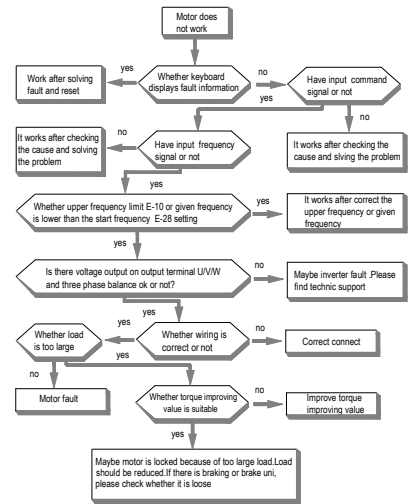 Motor does
not work
yes
no
Work after solving
fault and reset
Whether keyboard
displays fault information
Have input command
signal or not
yes
no
no
It works after checking
the cause and solving
the problem
Have input frequency
signal or not
It works after checking the
cause and slving the problem
yes
Whether upper frequency limit E-10 or given frequency
is lower than the start frequency E-28 setting
yes
It works after correct the
upper frequency or given
frequency
yes
Is there voltage output on output terminal U/V/W
and three phase balance ok or not?
no
Maybe inverter fault .Please
find technic support
yes
yes
Whether load
is too large
Whether wiring is
correct or not
no
Correct connect
yes
no
Motor fault
Whether torque improving
value is suitable
no
Improve torque
improving value
yes
Maybe motor is locked because of too large load.Load
should be reduced.If there is braking or brake uni,
please check whether it is loose